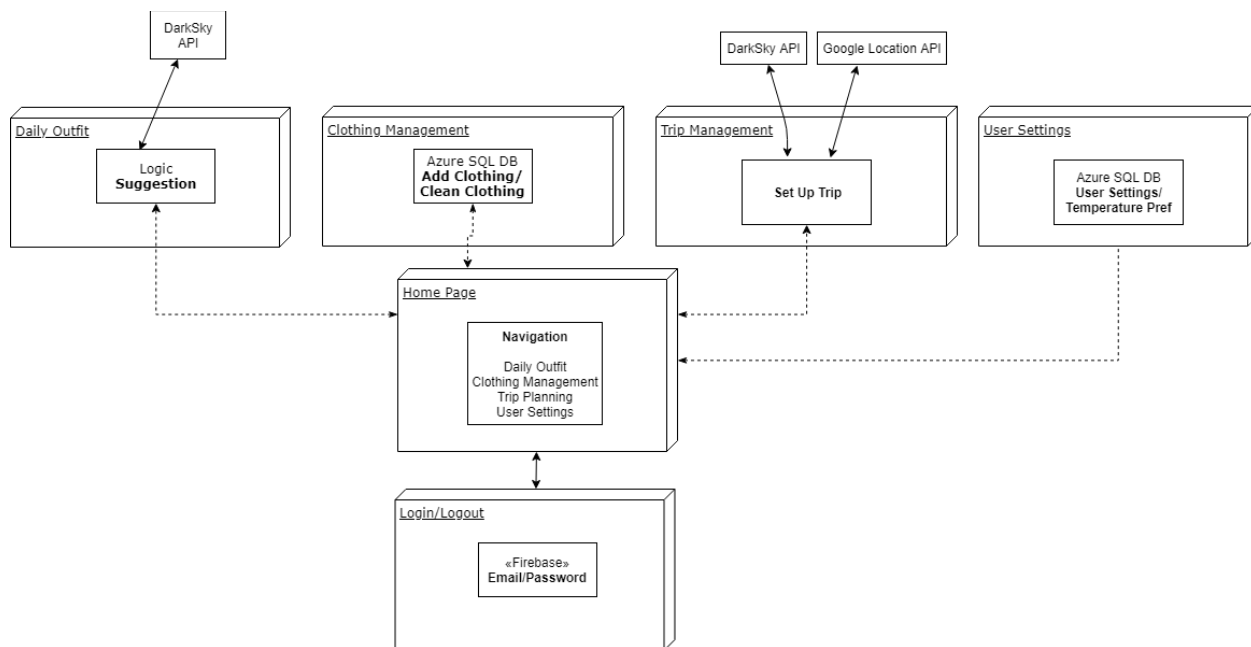 DarkSky
API
DarkSky API
Google Location API
Daily Outfit
Logic
Suggestion
Clothing Management
Azure SQL DB
Add Clothing/
Clean Clothing
Trip Management
Set Up Trip
User Settings
Azure SQL DB
User Settings/
Temperature Pref
Home Page
Navigation
Daily Outfit
Clothing Management
Trip Planning
User Settings
Login/Logout
«Firebase»
Email/Password